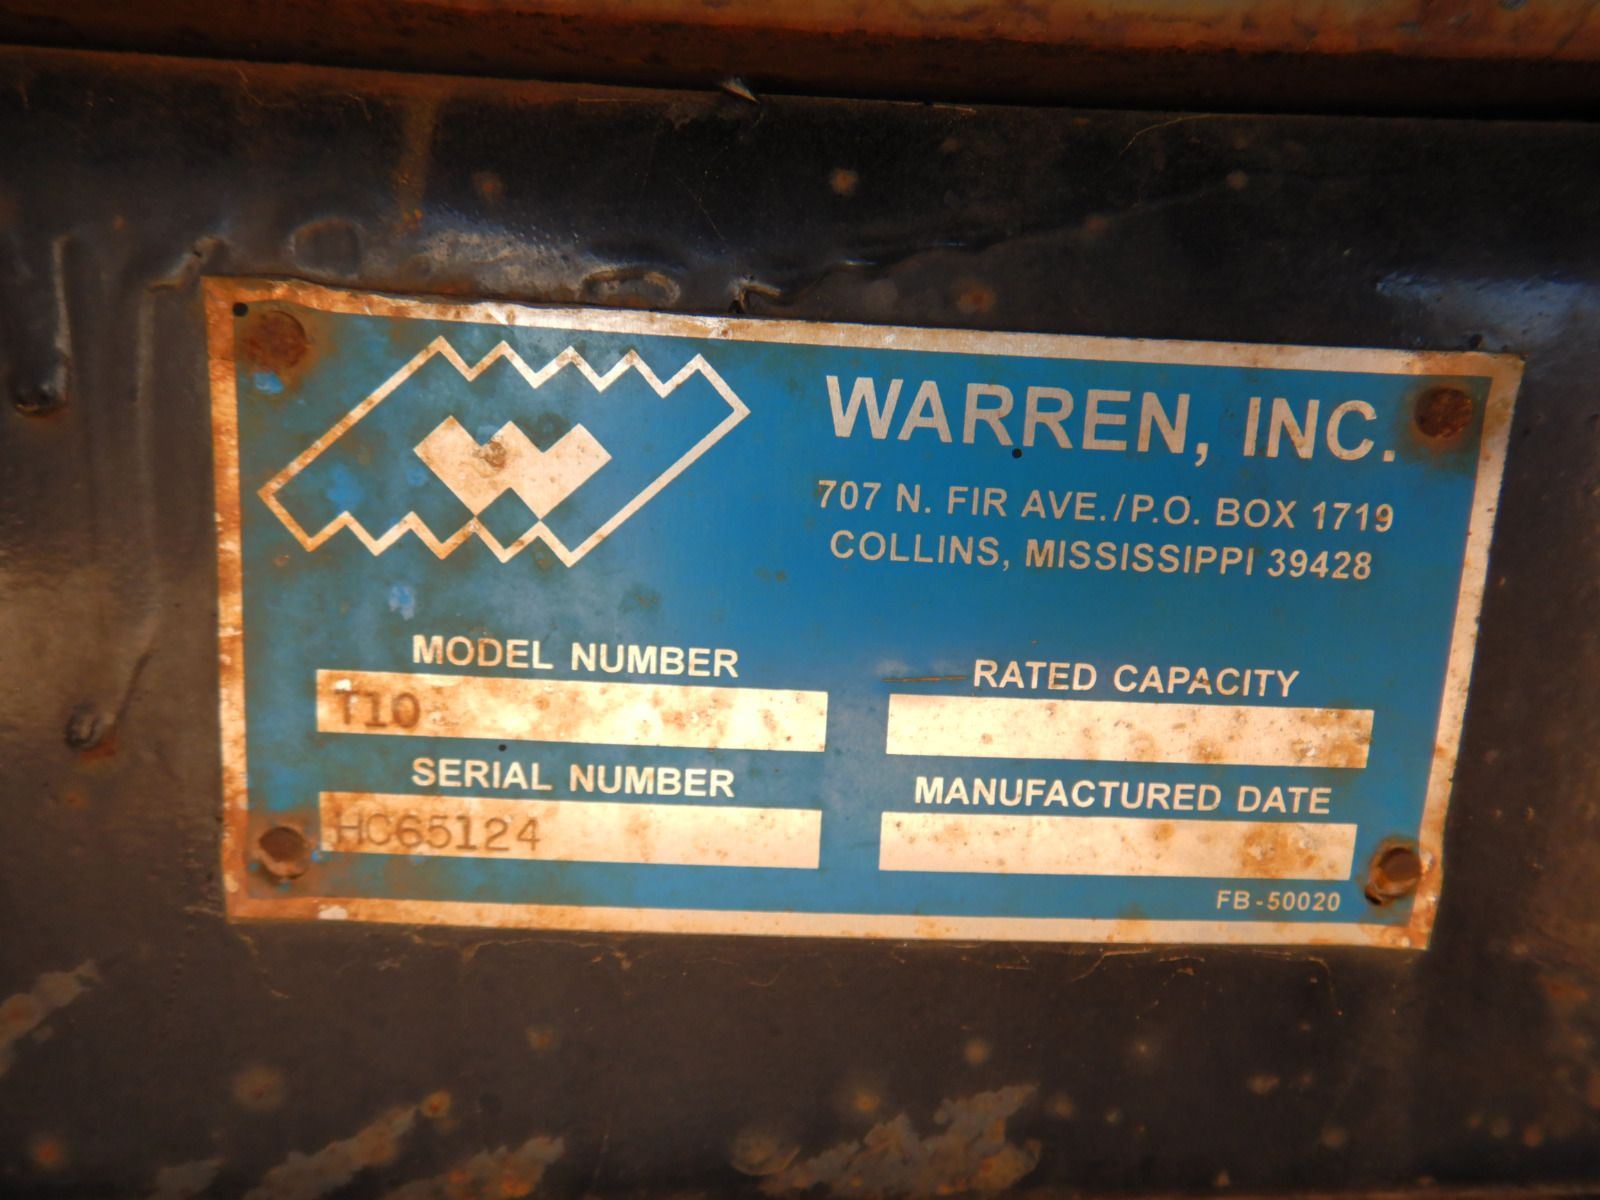 WARREN, INC.
707 N. FIR AVE./P.O. BOX 1719
COLLINS, MISSISSIPPI 39428
MODEL NUMBER
T10
RATED CAPACITY
SERIAL NUMBER
HC65124
MANUFACTURED DATE
FB-50020